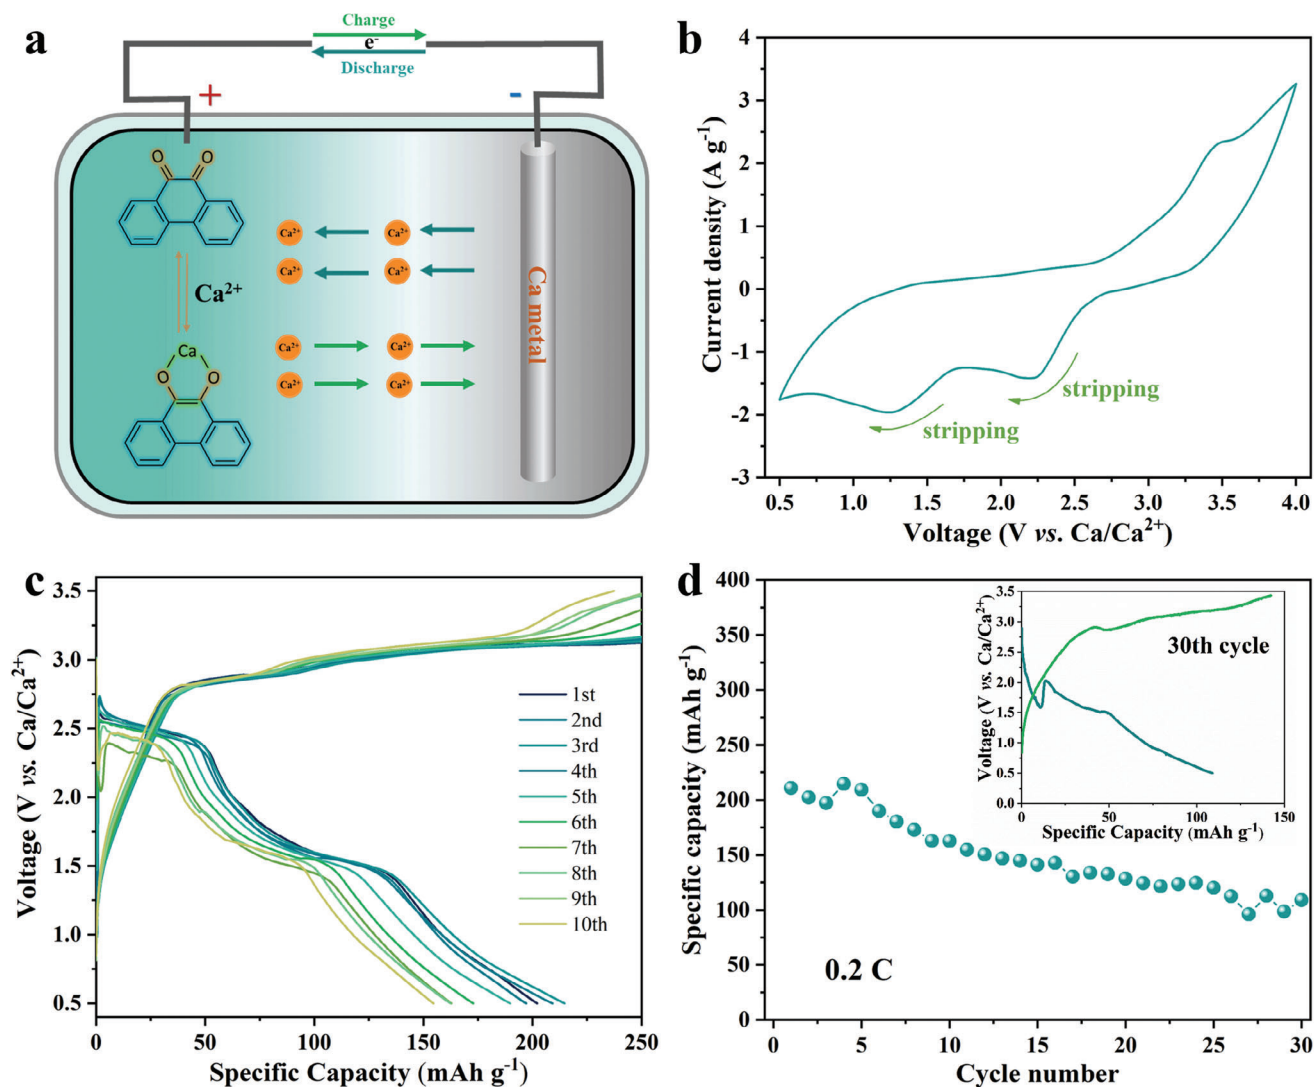 a
Charge
e-
Discharge
+
-
O
O
Ca²⁺
Ca²⁺
Ca²⁺
Ca²⁺
Ca²⁺
Ca
O
O
Ca²⁺
Ca²⁺
Ca²⁺
Ca²⁺
Ca metal
b
Current density (A g⁻¹)
4
3
2
1
0
-1
-2
-3
stripping
stripping
0.5
1.0
1.5
2.0
2.5
3.0
3.5
4.0
Voltage (V vs. Ca/Ca²⁺)
c
Voltage (V vs. Ca/Ca²⁺)
3.5
3.0
2.5
2.0
1.5
1.0
0.5
1st
2nd
3rd
4th
5th
6th
7th
8th
9th
10th
0
50
100
150
200
250
Specific Capacity (mAh g⁻¹)
d
Specific capacity (mAh g⁻¹)
400
350
300
250
200
150
100
50
0
Voltage (V vs. Ca/Ca²⁺)
3.5
3.0
2.5
2.0
1.5
1.0
0.5
0.0
30th cycle
0
50
100
150
Specific Capacity (mAh g⁻¹)
0.2 C
0
5
10
15
20
25
30
Cycle number